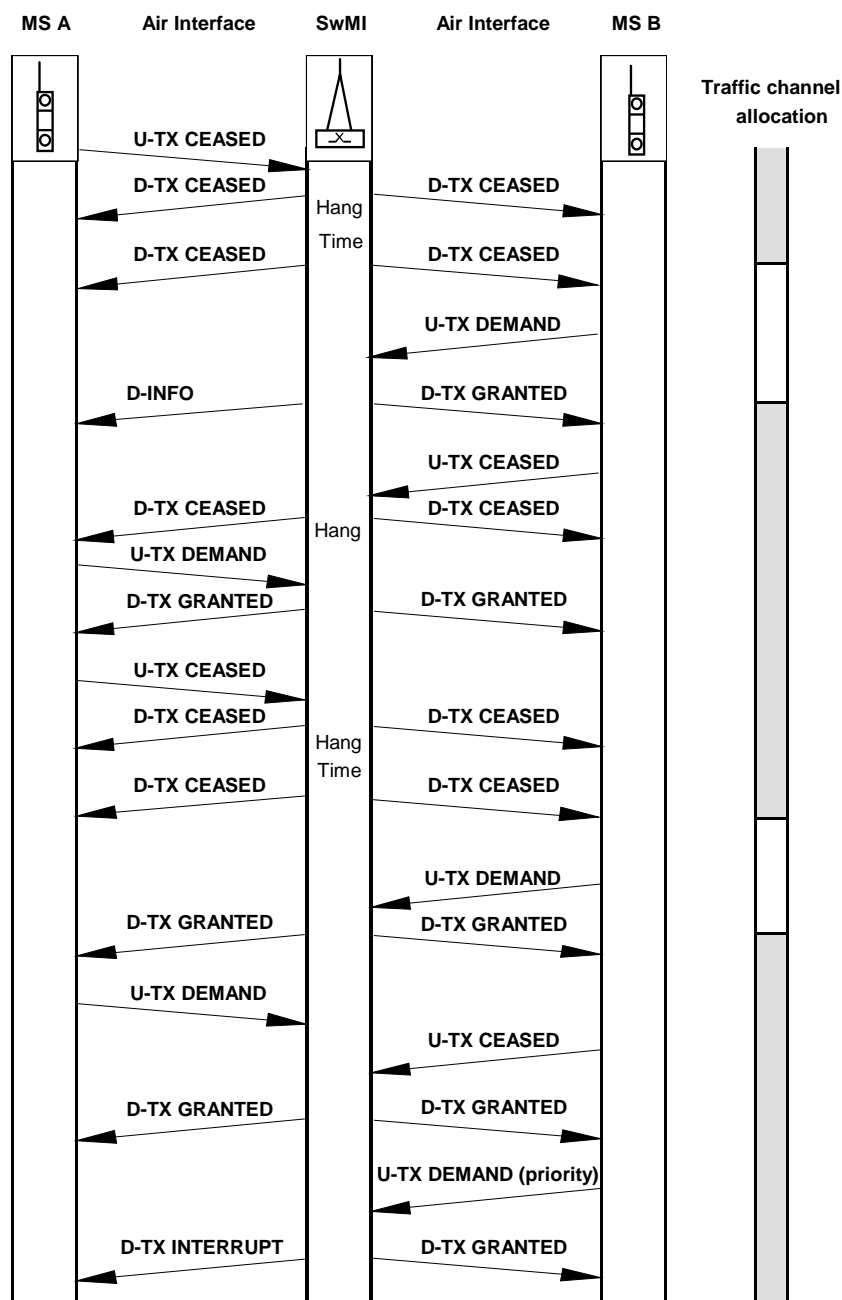 MS A Air Interface SwMI Air Interface MS B
Traffic channel
allocation
U-TX CEASED
D-TX CEASED D-TX CEASED
Hang
Time
D-TX CEASED D-TX CEASED
U-TX DEMAND
D-INFO D-TX GRANTED
U-TX CEASED
D-TX CEASED D-TX CEASED
Hang
U-TX DEMAND
D-TX GRANTED D-TX GRANTED
U-TX CEASED
D-TX CEASED D-TX CEASED
Hang
Time
D-TX CEASED D-TX CEASED
U-TX DEMAND
D-TX GRANTED D-TX GRANTED
U-TX DEMAND
U-TX CEASED
D-TX GRANTED D-TX GRANTED
U-TX DEMAND (priority)
D-TX INTERRUPT D-TX GRANTED